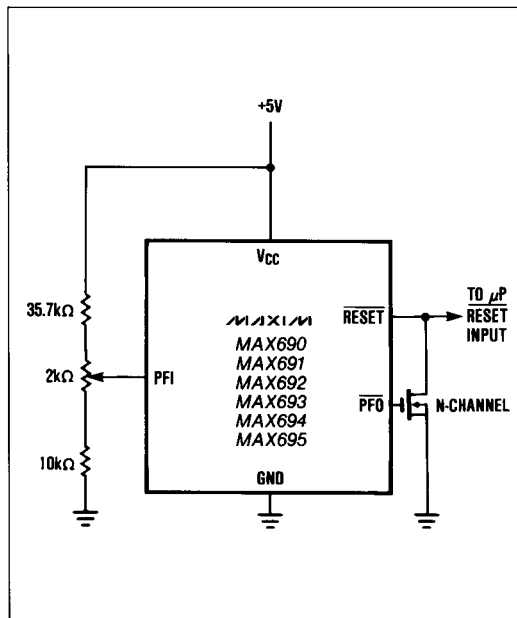 +5V
VCC
35.7kΩ
2kΩ
10kΩ
PFI
MAXIM
MAX690
MAX691
MAX692
MAX693
MAX694
MAX695
GND
RESET
PFO
TO µP
RESET
INPUT
N-CHANNEL